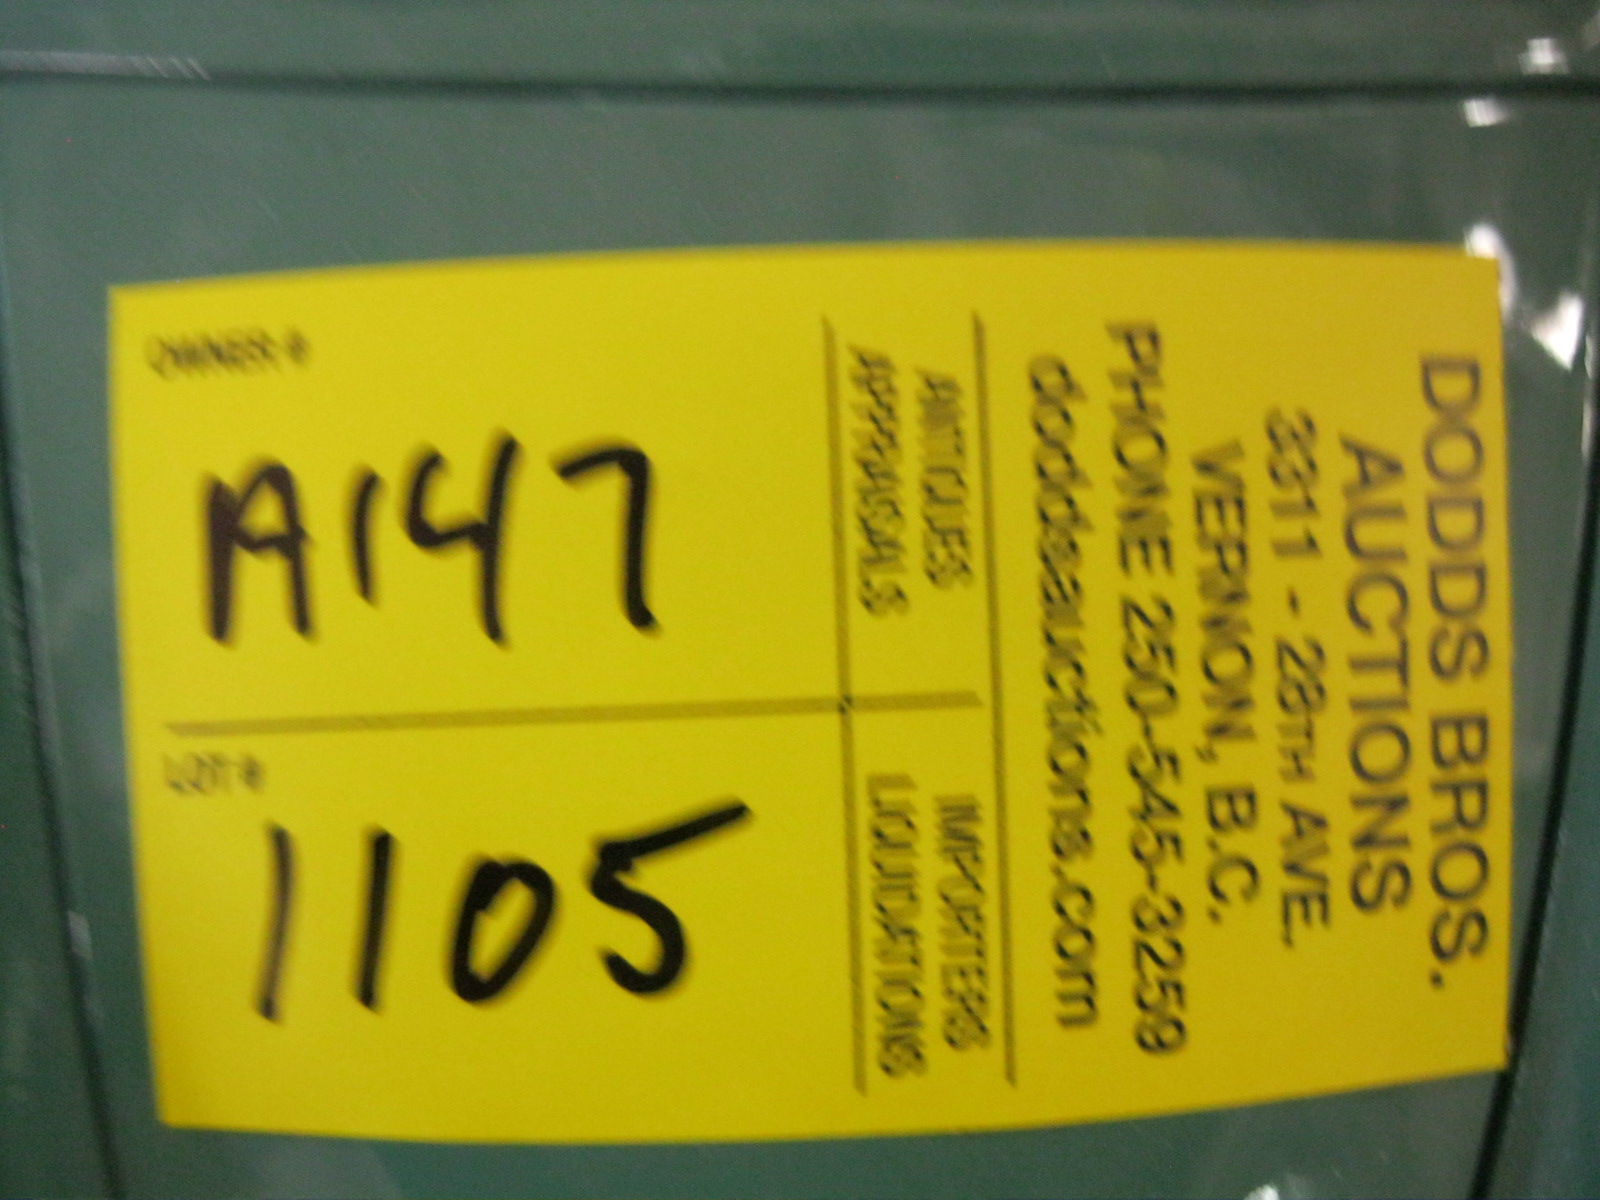 DODDS BROS.
AUCTIONS
3311 - 28TH AVE.
VERNON, B.C.
PHONE 250-545-3259
doddsauctions.com
ANTIQUES
APPRAISALS
IMPORTERS
LIQUIDATIONS
OWNER #
A147
LOT #
1105